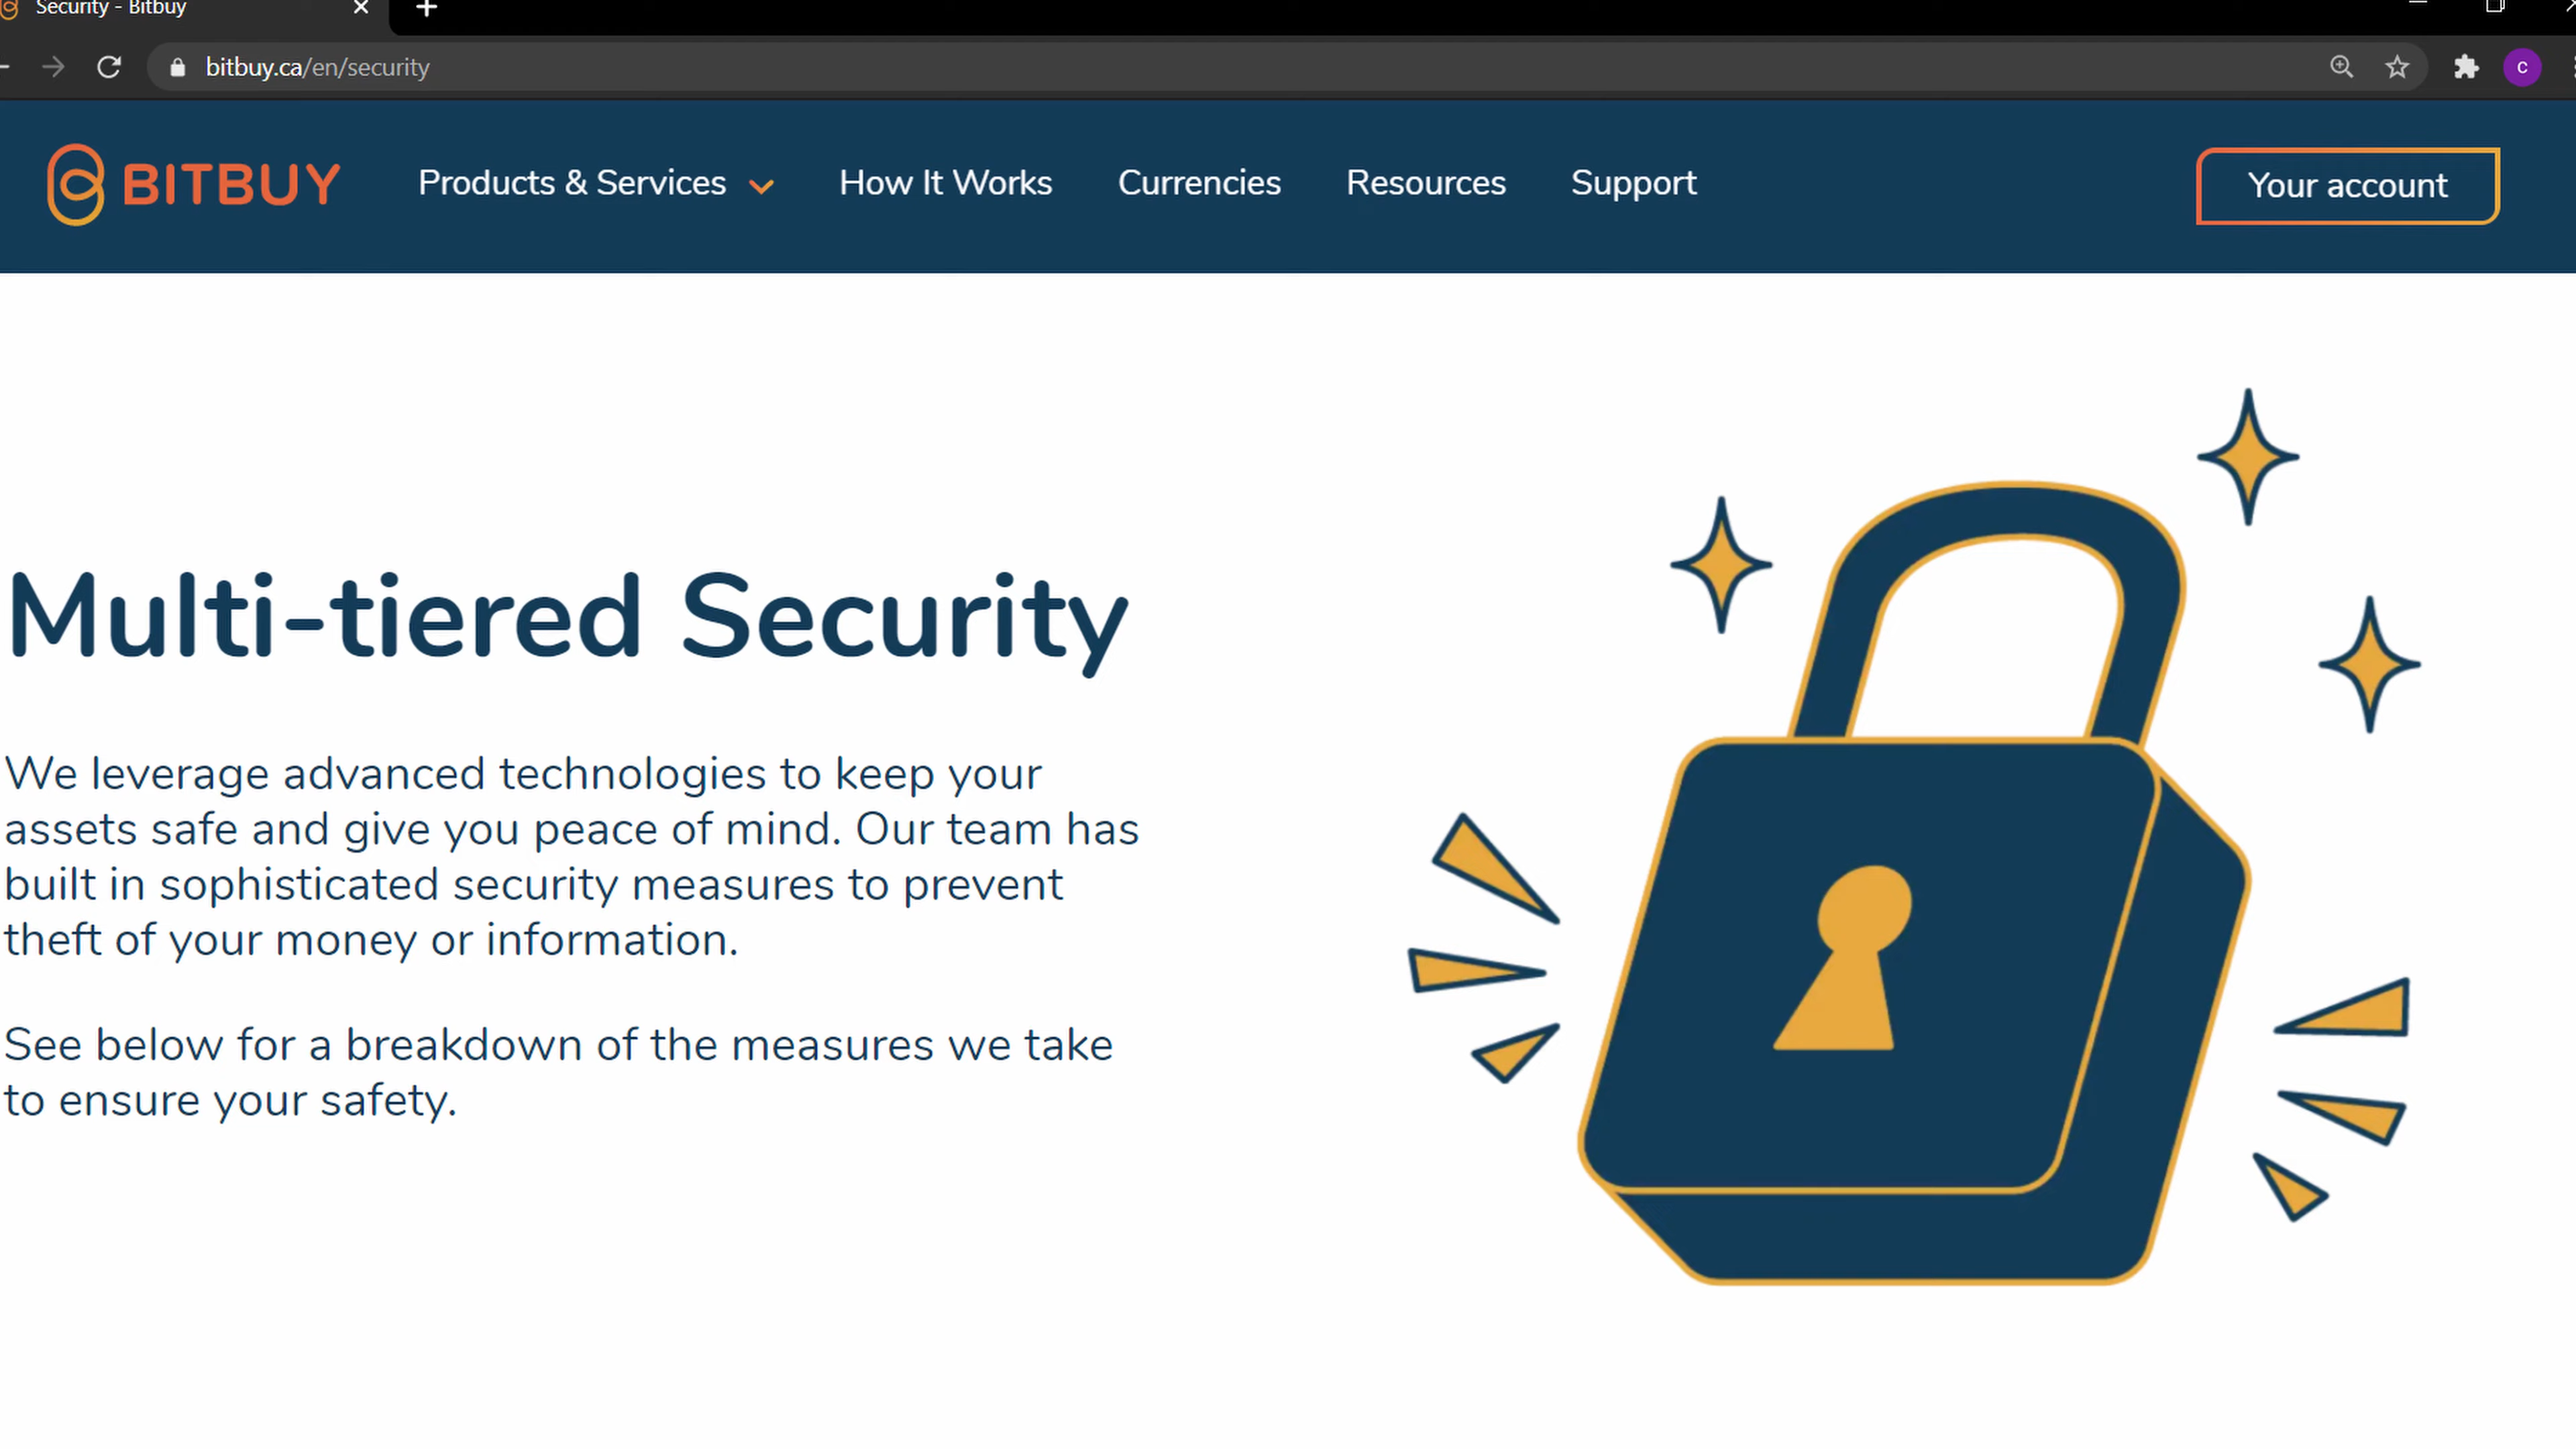 Security - Bitbuy
bitbuy.ca/en/security
c
BITBUY
Products & Services
How It Works
Currencies
Resources
Support
Your account
Multi-tiered Security
We leverage advanced technologies to keep your
assets safe and give you peace of mind. Our team has
built in sophisticated security measures to prevent
theft of your money or information.
See below for a breakdown of the measures we take
to ensure your safety.